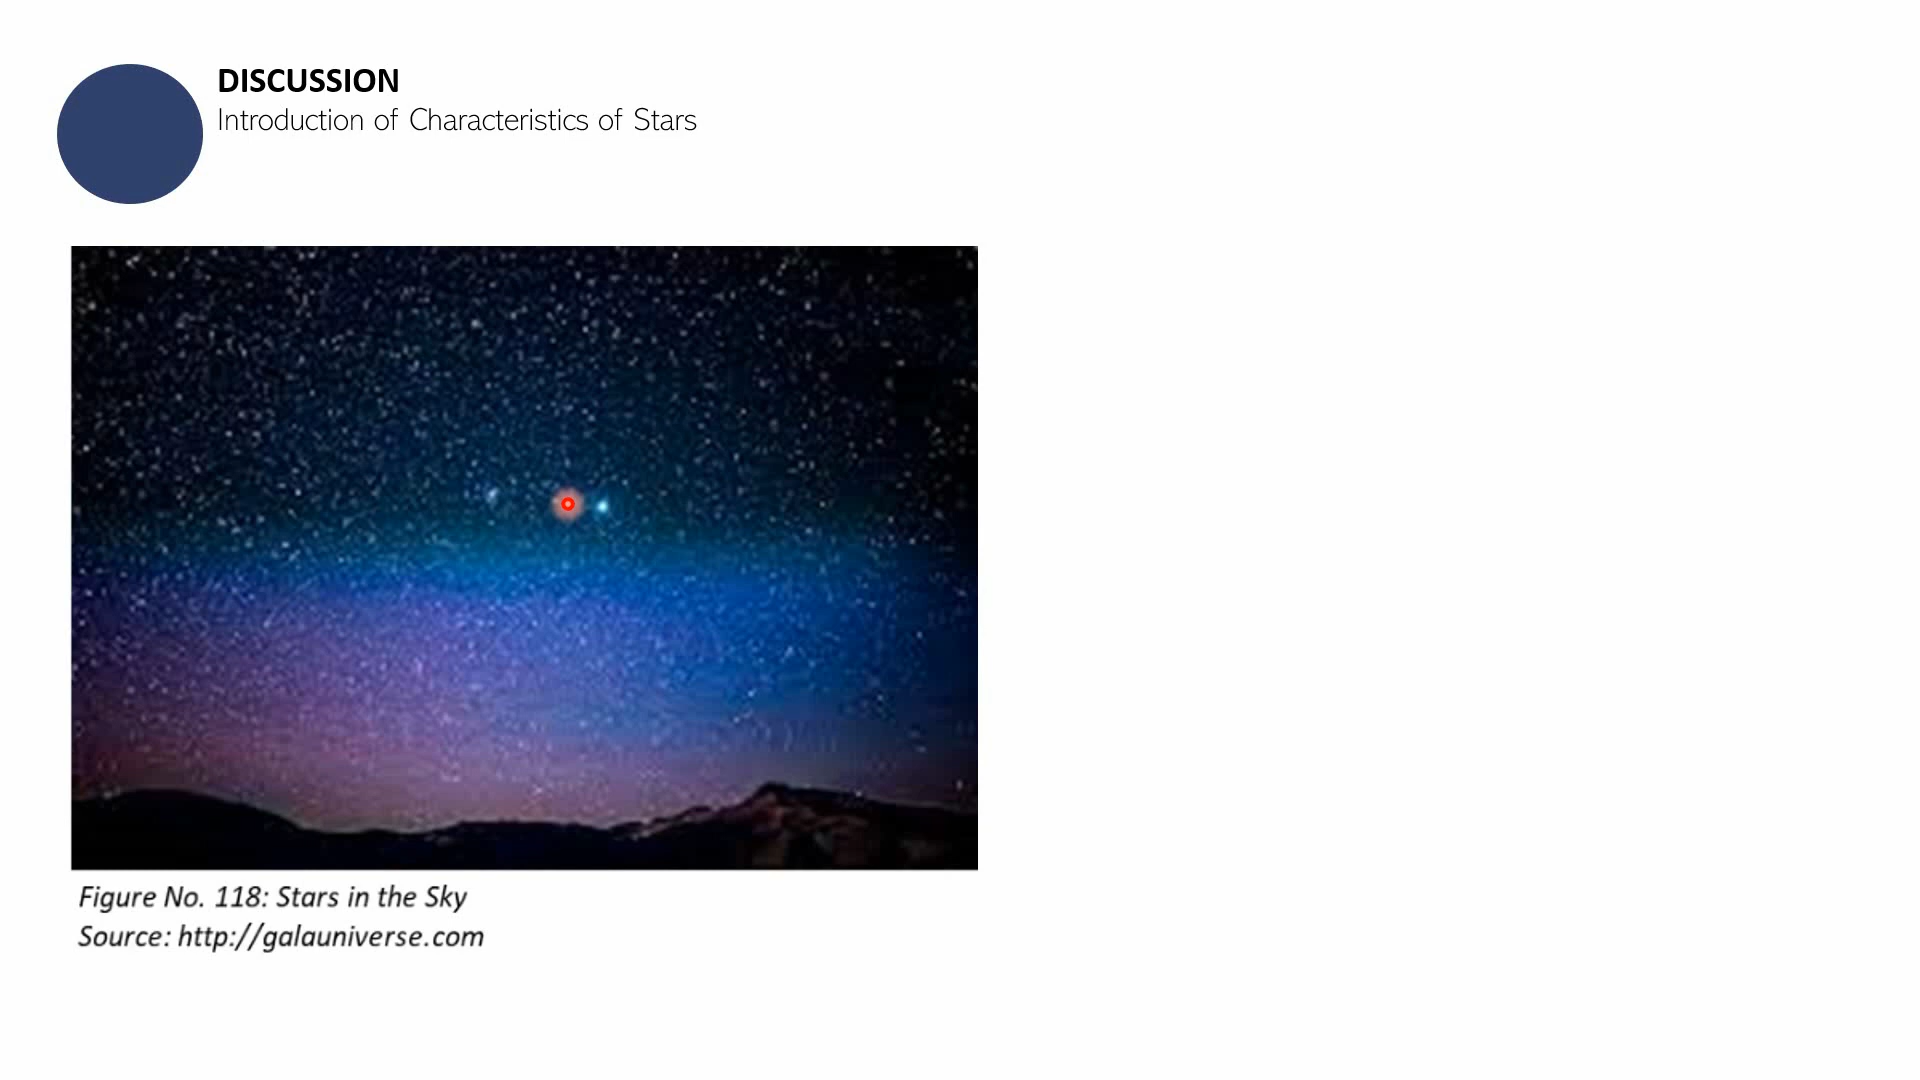 DISCUSSION
Introduction of Characteristics of Stars
Figure No. 118: Stars in the Sky
Source: http://galauniverse.com